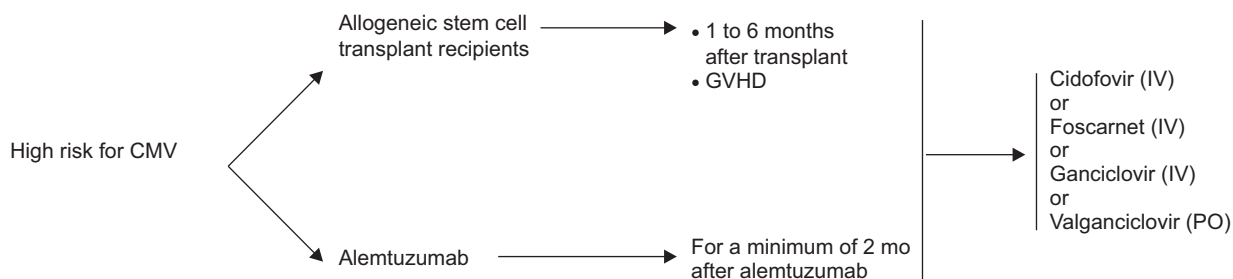 High risk for CMV
Allogeneic stem cell
transplant recipients
• 1 to 6 months
after transplant
• GVHD
Alemtuzumab
For a minimum of 2 mo
after alemtuzumab
Cidofovir (IV)
or
Foscarnet (IV)
or
Ganciclovir (IV)
or
Valganciclovir (PO)